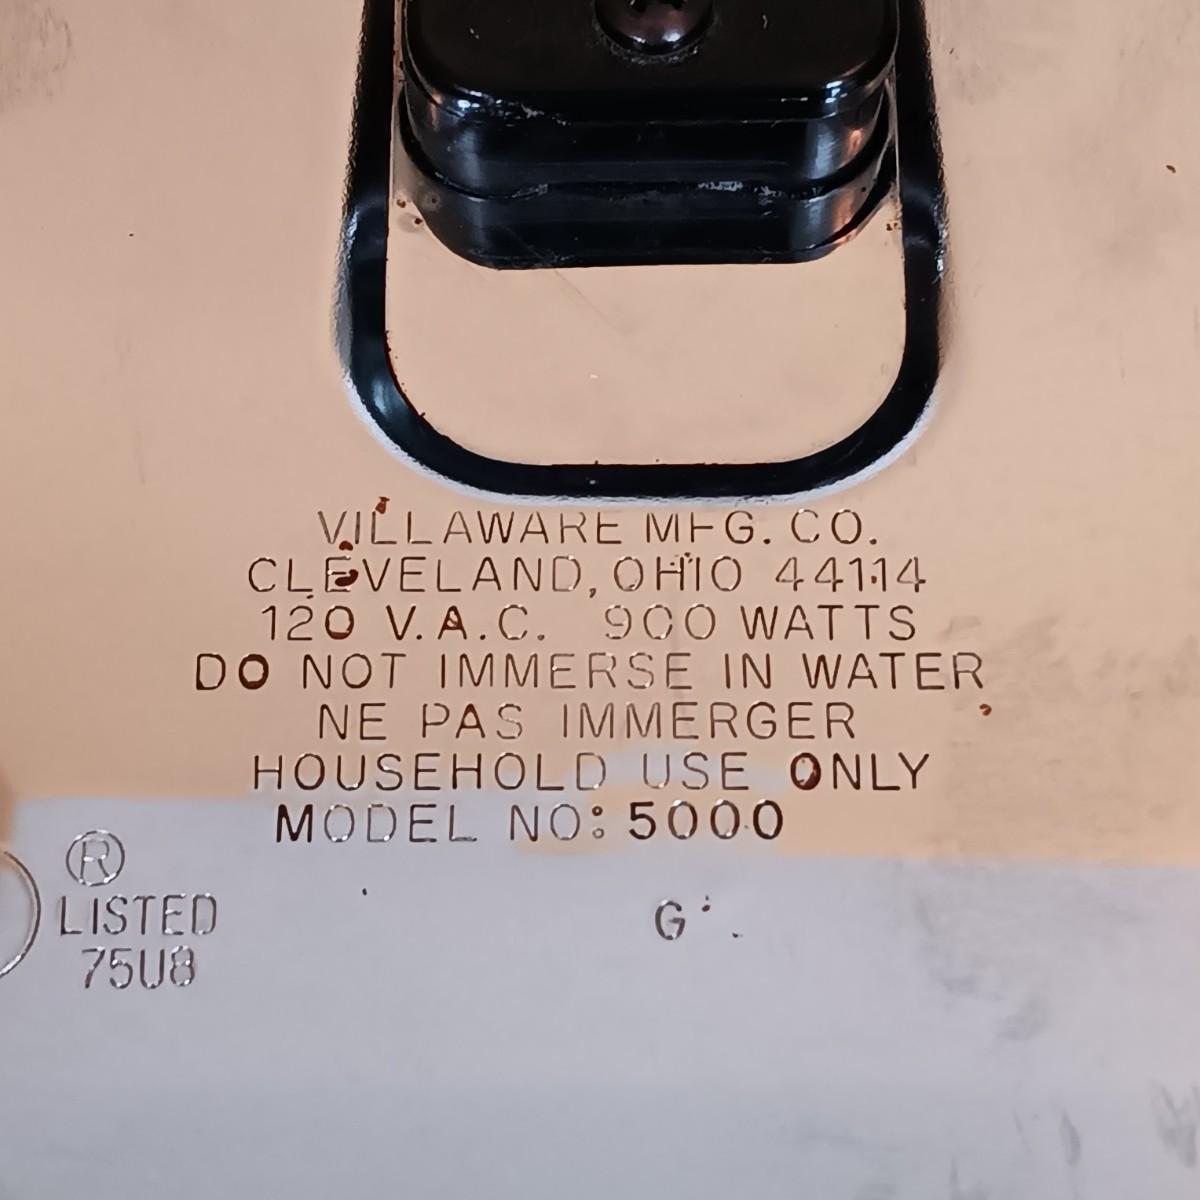 VILLAWARE MFG. CO.
CLEVELAND, OHIO 44114
120 V.A.C. 900 WATTS
DO NOT IMMERSE IN WATER
NE PAS IMMERGER
HOUSEHOLD USE ONLY
MODEL NO: 5000
®
LISTED
75U8
G